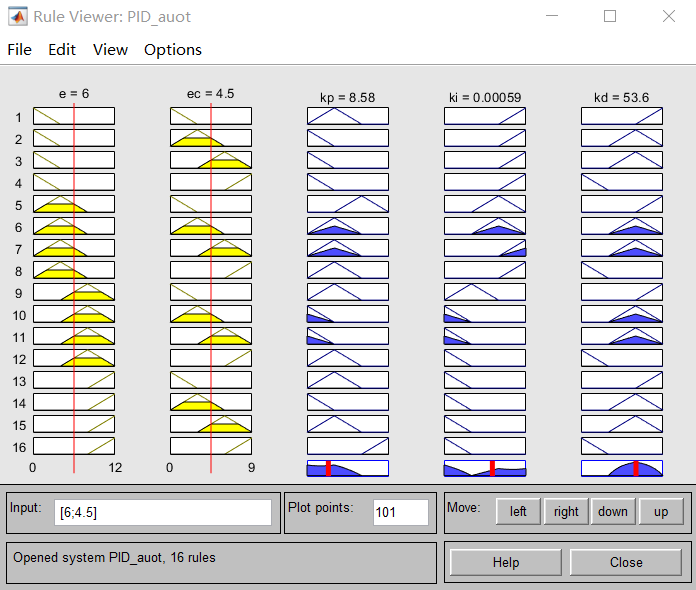 Rule Viewer: PID_auot
File Edit View Options
e = 6 ec = 4.5 kp = 8.58 ki = 0.00059 kd = 53.6
1
2
3
4
5
6
7
8
9
10
11
12
13
14
15
16
0 12 0 9
Input: [6;4.5] Plot points: 101 Move: left right down up
Opened system PID_auot, 16 rules Help Close